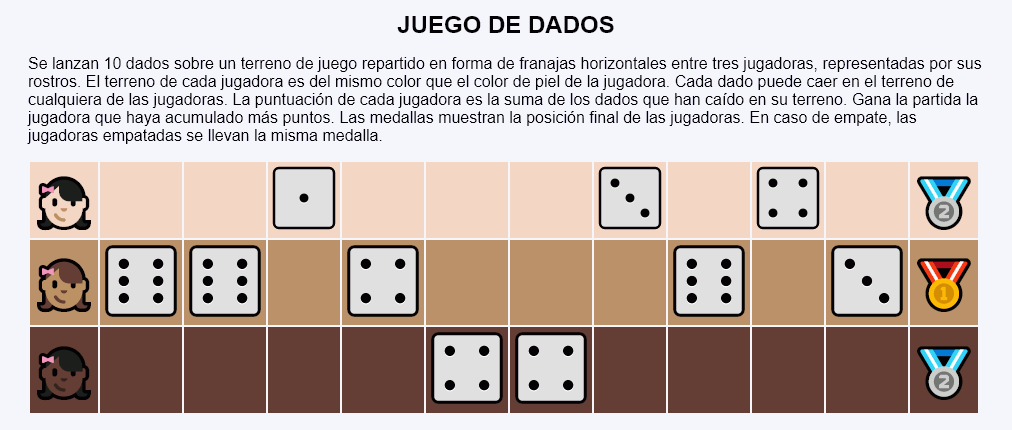 JUEGO DE DADOS
Se lanzan 10 dados sobre un terreno de juego repartido en forma de franajas horizontales entre tres jugadoras, representadas por sus
rostros. El terreno de cada jugadora es del mismo color que el color de piel de la jugadora. Cada dado puede caer en el terreno de
cualquiera de las jugadoras. La puntuación de cada jugadora es la suma de los dados que han caído en su terreno. Gana la partida la
jugadora que haya acumulado más puntos. Las medallas muestran la posición final de las jugadoras. En caso de empate, las
jugadoras empatadas se llevan la misma medalla.
2
1
2